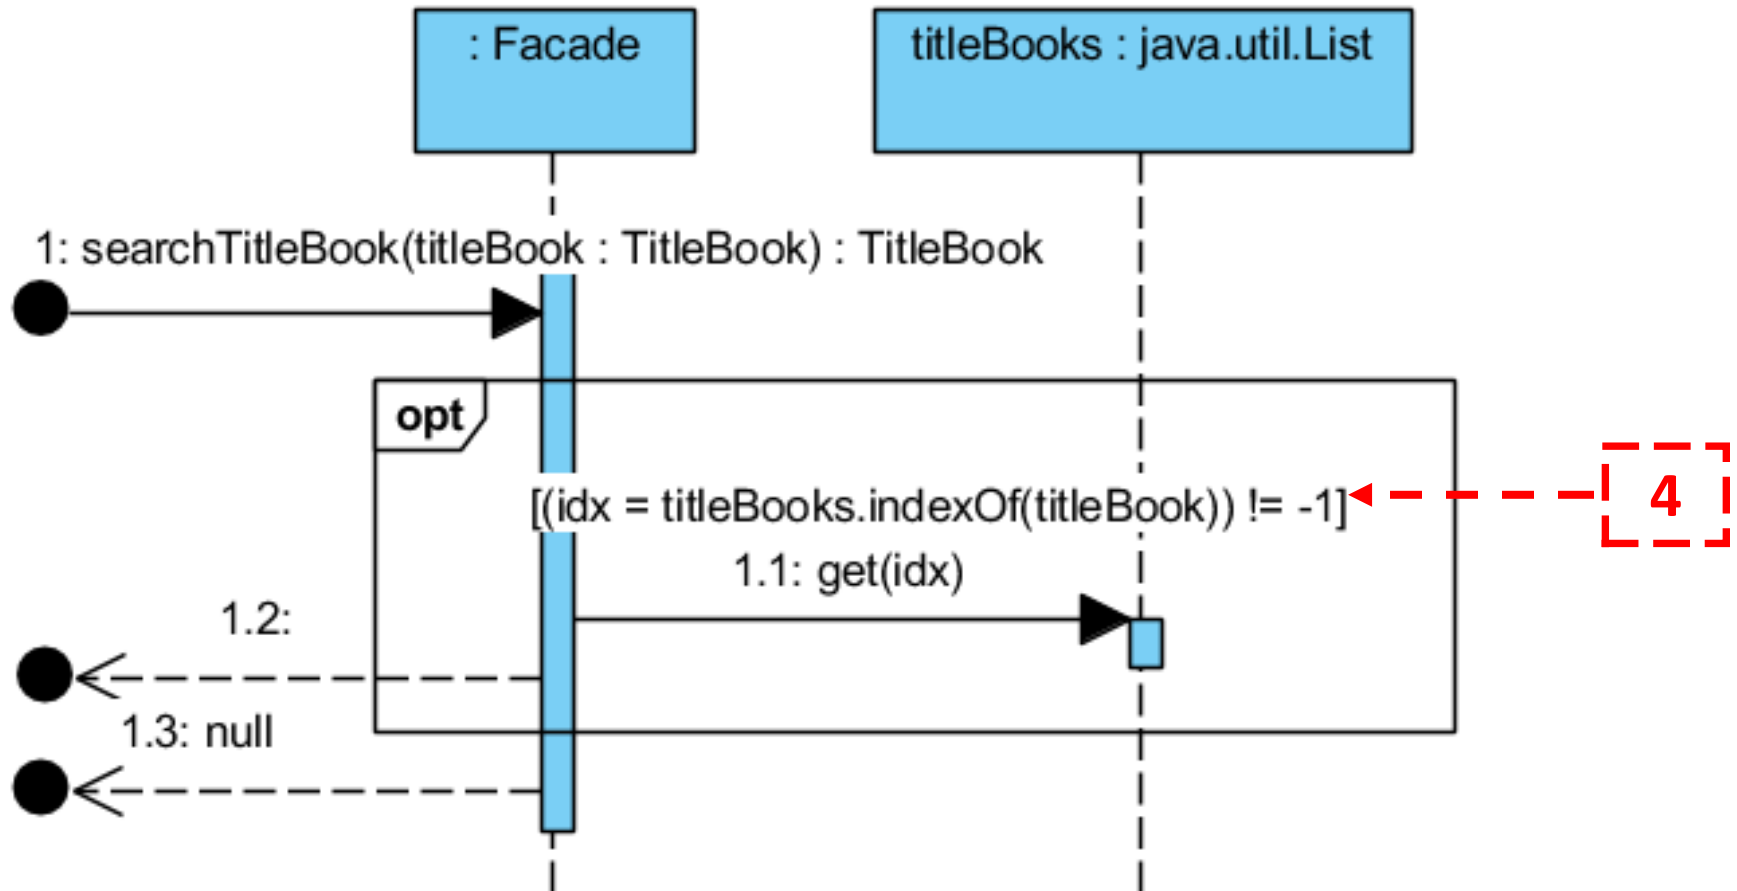 : Facade
titleBooks : java.util.List
1: searchTitleBook(titleBook : TitleBook) : TitleBook
opt
[(idx = titleBooks.indexOf(titleBook)) != -1]
4
1.1: get(idx)
1.2:
1.3: null